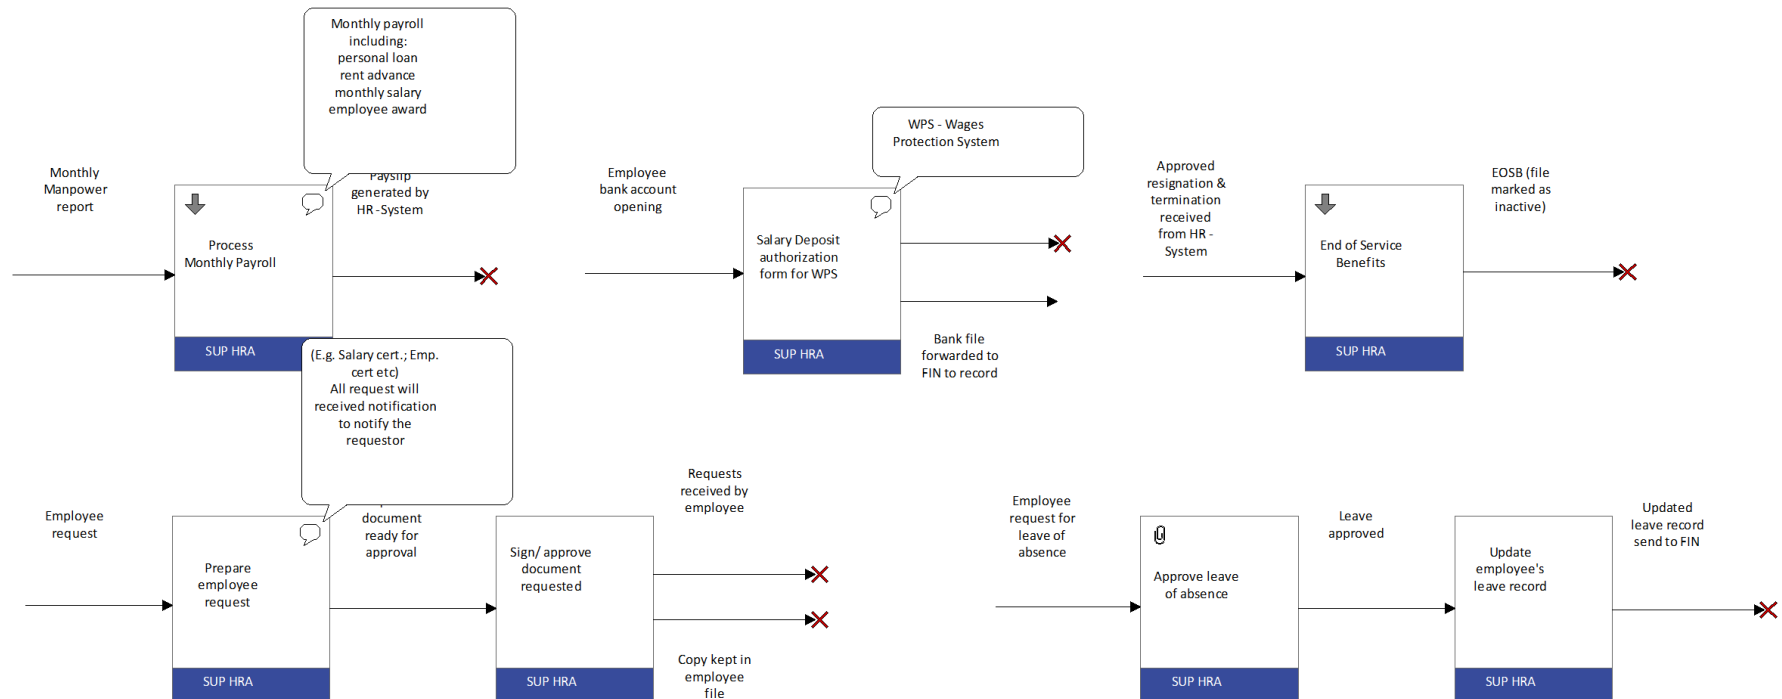 Monthly payroll
including:
personal loan
rent advance
monthly salary
employee award
Monthly
Manpower
report
Payslip
generated by
HR-System
Process
Monthly Payroll
SUP HRA
WPS - Wages
Protection System
Employee
bank account
opening
Salary Deposit
authorization
form for WPS
SUP HRA
Bank file
forwarded to
FIN to record
Approved
resignation &
termination
received
from HR -
System
EOSB (file
marked as
inactive)
End of Service
Benefits
SUP HRA
(E.g. Salary cert.; Emp.
cert etc)
All request will
received notification
to notify the
requestor
Employee
request
document
ready for
approval
Prepare
employee
request
SUP HRA
Sign/ approve
document
requested
SUP HRA
Requests
received by
employee
Copy kept in
employee
file
Employee
request for
leave of
absence
Approve leave
of absence
SUP HRA
Leave
approved
Update
employee's
leave record
SUP HRA
Updated
leave record
send to FIN